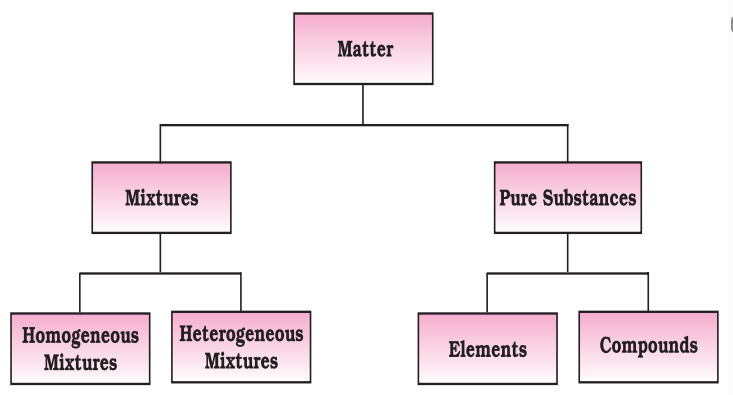 Matter
Mixtures
Pure Substances
Homogeneous
Mixtures
Heterogeneous
Mixtures
Elements
Compounds